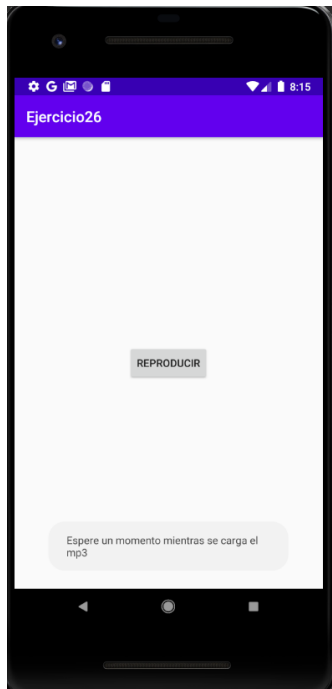 G 8:15
Ejercicio26
REPRODUCIR
Espere un momento mientras se carga el
mp3